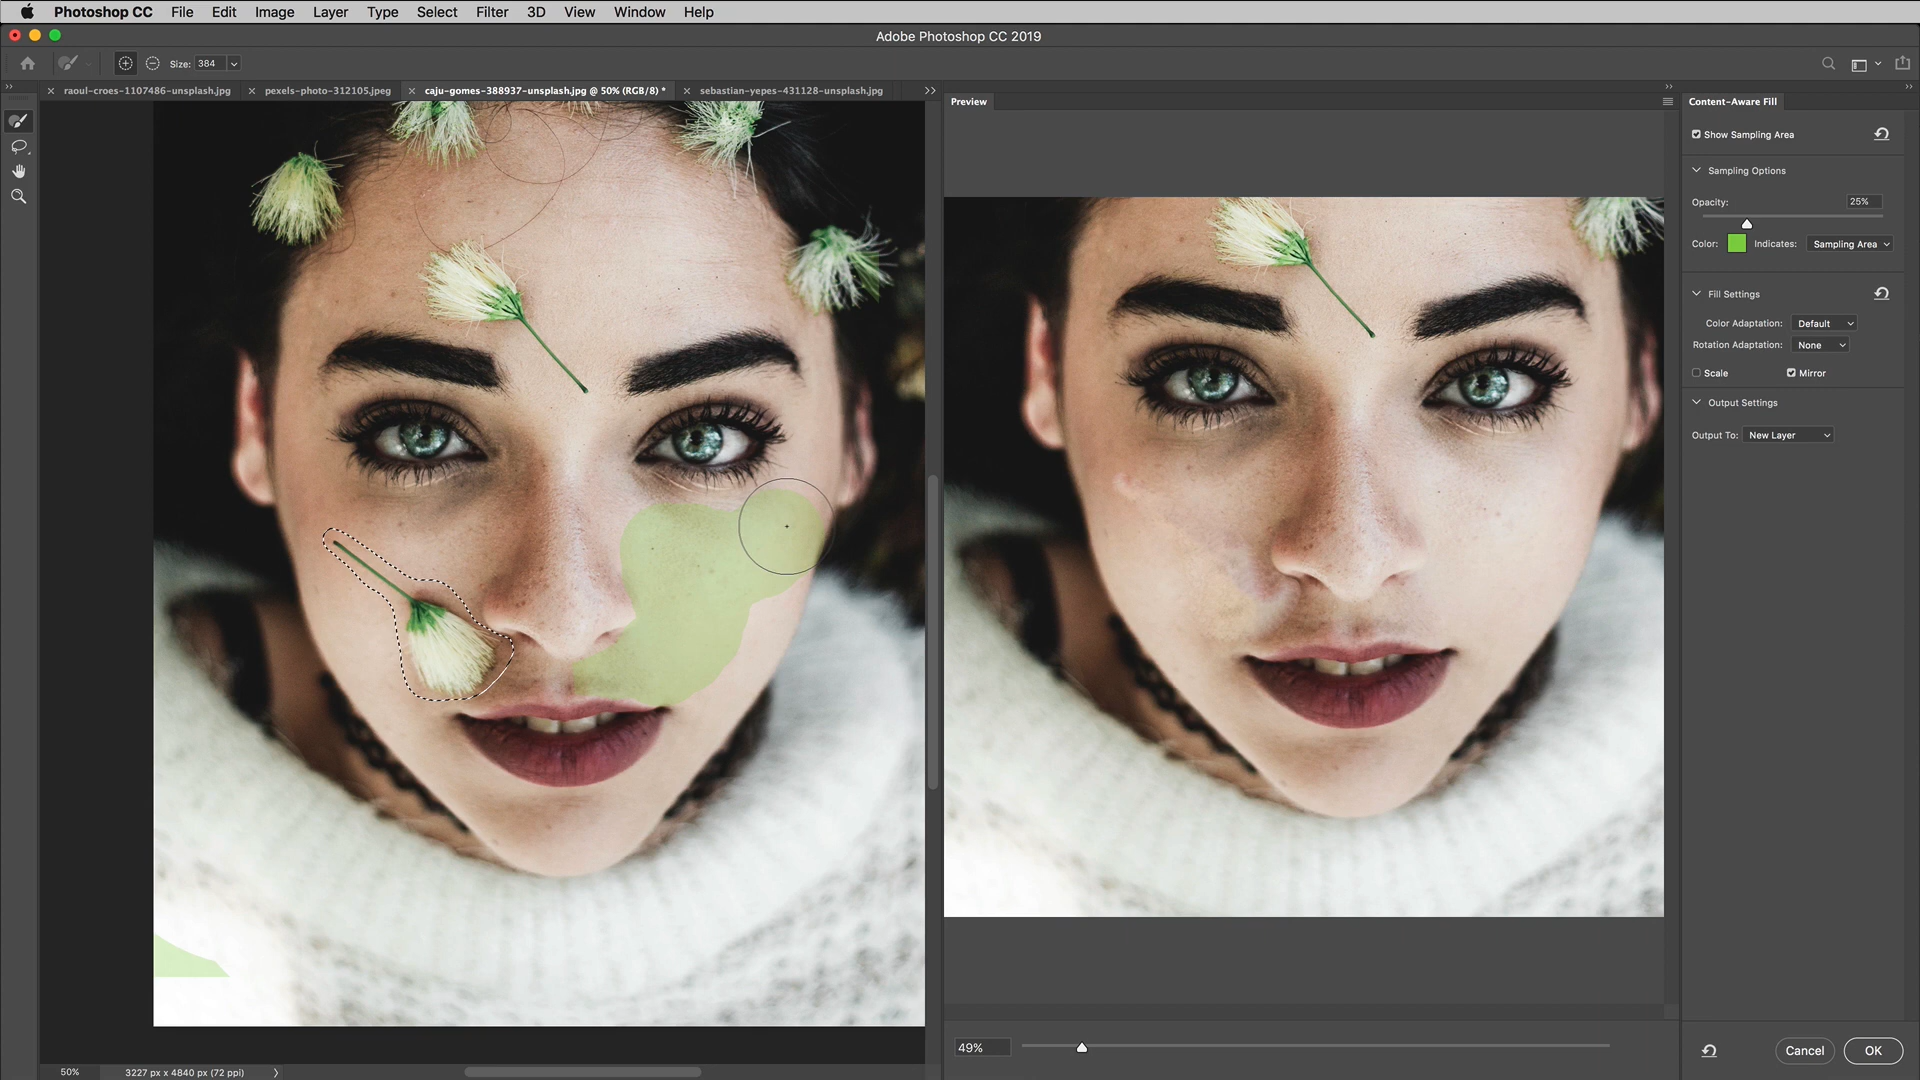 Photoshop CC File Edit Image Layer Type Select Filter 3D View Window Help
Adobe Photoshop CC 2019
Size: 384
raoul-croes-1107486-unsplash.jpg pexels-photo-312105.jpeg caju-gomes-388937-unsplash.jpg @ 50% (RGB/8) * sebastian-yepes-431128-unsplash.jpg
Preview
Content-Aware Fill
Show Sampling Area
Sampling Options
Opacity: 25%
Color: Indicates: Sampling Area
Fill Settings
Color Adaptation: Default
Rotation Adaptation: None
Scale Mirror
Output Settings
Output To: New Layer
49%
Cancel OK
50% 3227 px x 4840 px (72 ppi)